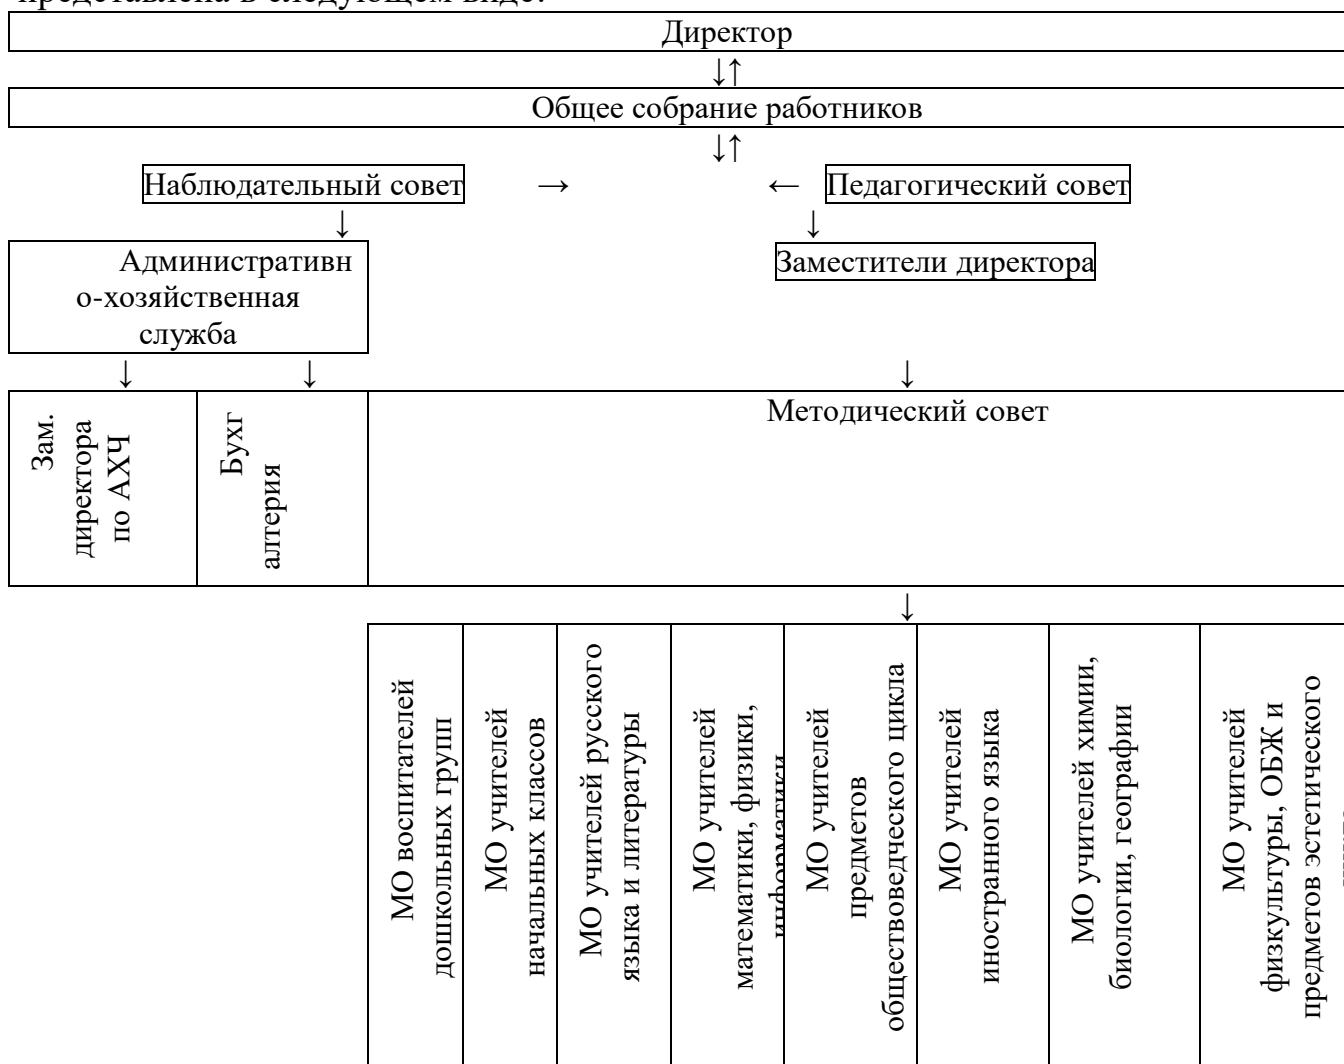 представлена в следующем виде:
Директор
↓↑
Общее собрание работников
↓↑
Наблюдательный совет → ← Педагогический совет
↓ ↓
Административн
о-хозяйственная
служба
Заместители директора
↓ ↓ ↓
Зам.
директора
по АХЧ
Бухг
алтерия
Методический совет
↓
МО воспитателей
дошкольных групп
МО учителей
начальных классов
МО учителей русского
языка и литературы
МО учителей
математики, физики,
информатики
МО учителей
предметов
обществоведческого цикла
МО учителей
иностранного языка
МО учителей химии,
биологии, географии
МО учителей
физкультуры, ОБЖ и
предметов эстетического